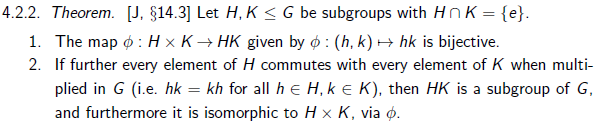 4.2.2. Theorem. [J, §14.3] Let H, K ≤ G be subgroups with H ∩ K = {e}.
1. The map ϕ : H × K → HK given by ϕ : (h, k) ↦ hk is bijective.
2. If further every element of H commutes with every element of K when multi-
plied in G (i.e. hk = kh for all h ∈ H, k ∈ K), then HK is a subgroup of G,
and furthermore it is isomorphic to H × K, via ϕ.